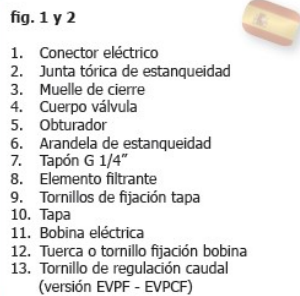 fig. 1 y 2
1. Conector eléctrico
2. Junta tórica de estanqueidad
3. Muelle de cierre
4. Cuerpo válvula
5. Obturador
6. Arandela de estanqueidad
7. Tapón G 1/4"
8. Elemento filtrante
9. Tornillos de fijación tapa
10. Tapa
11. Bobina eléctrica
12. Tuerca o tornillo fijación bobina
13. Tornillo de regulación caudal
(versión EVPF - EVPCF)